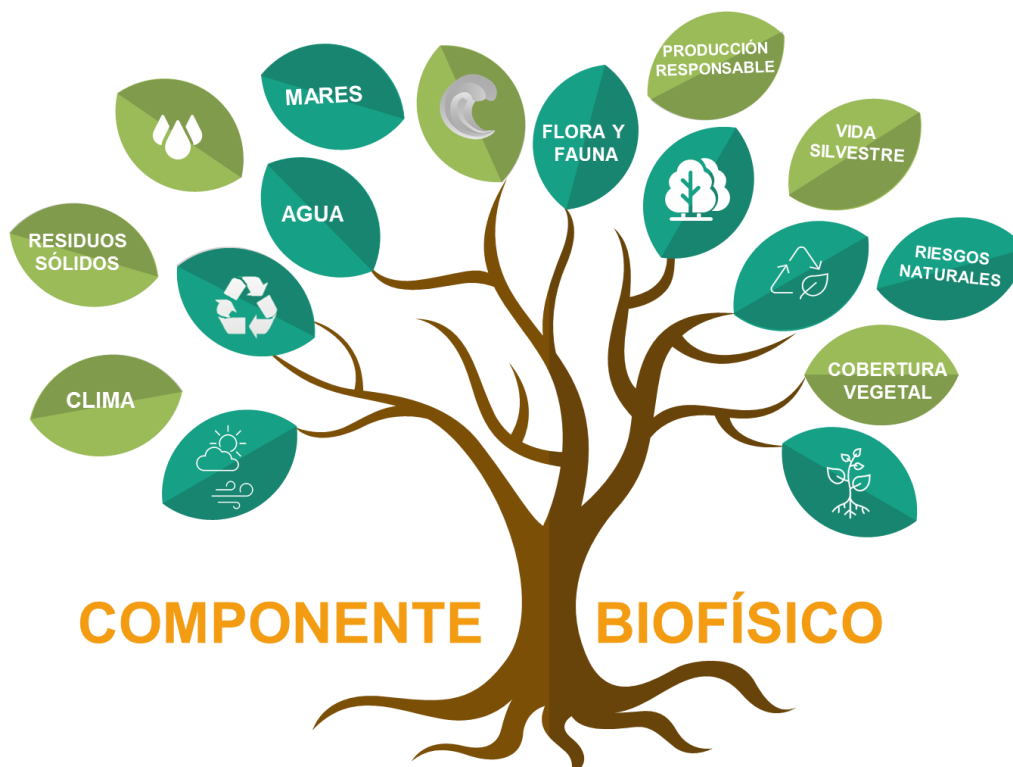 PRODUCCIÓN
RESPONSABLE
MARES
FLORA Y
FAUNA
VIDA
SILVESTRE
AGUA
RESIDUOS
SÓLIDOS
RIESGOS
NATURALES
CLIMA
COBERTURA
VEGETAL
COMPONENTE BIOFÍSICO